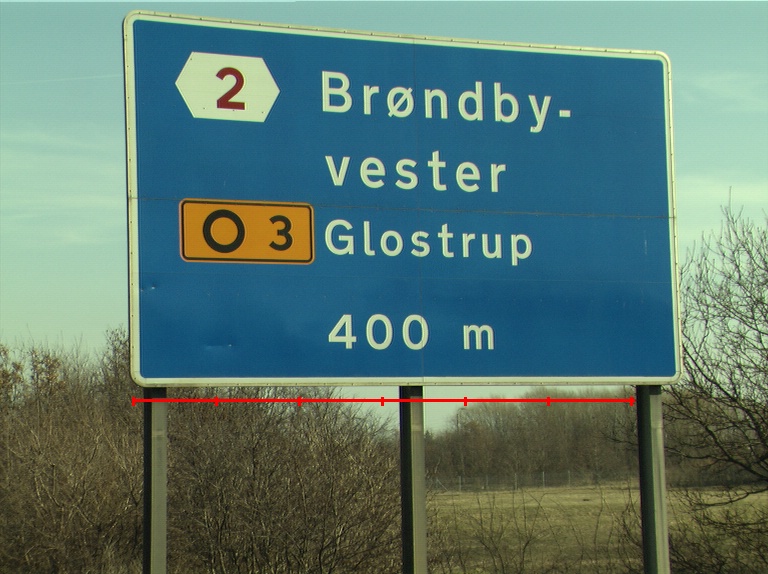 2 Brøndby-
vester
O 3 Glostrup
400 m